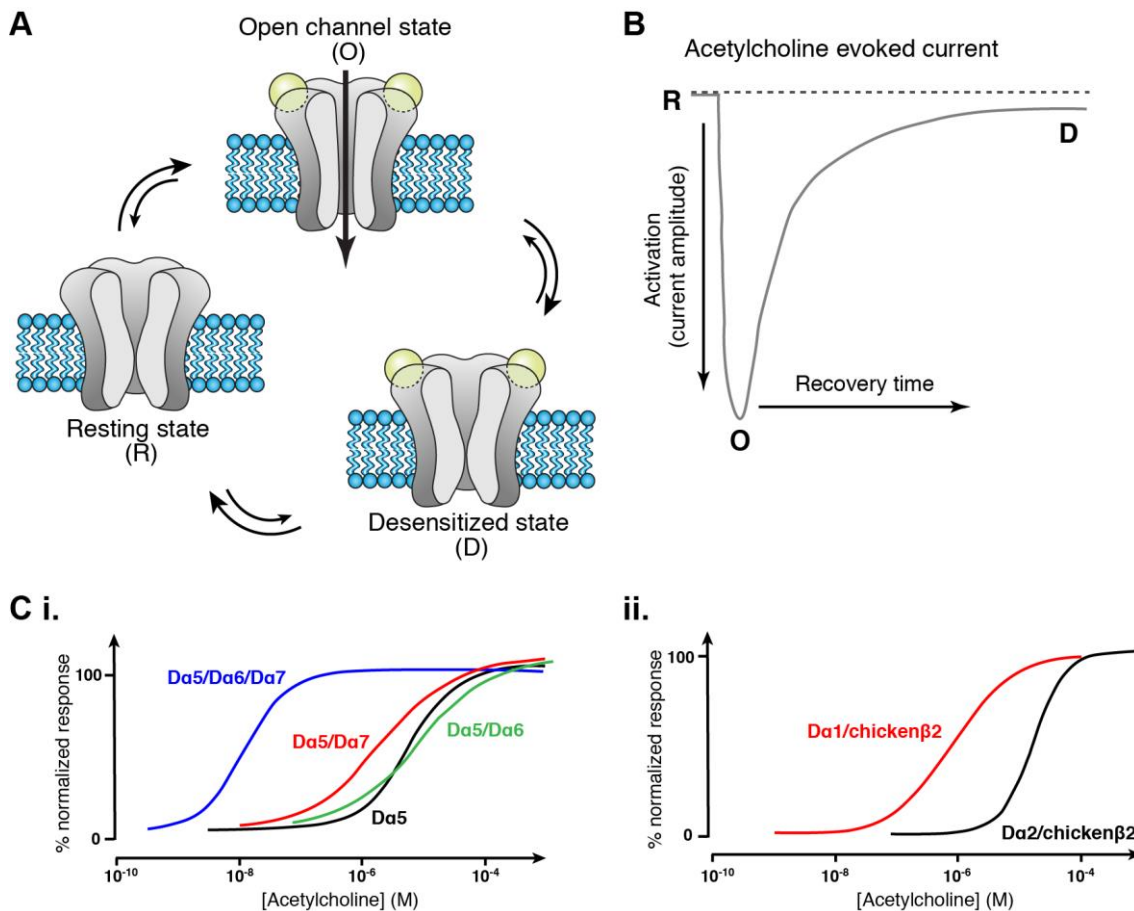 A
Open channel state
(O)
Resting state
(R)
Desensitized state
(D)
B
Acetylcholine evoked current
R
D
Activation
(current amplitude)
Recovery time
O
C i.
% normalized response
100
0
Dα5/Dα6/Dα7
Dα5/Dα7
Dα5/Dα6
Dα5
10-10
10-8
10-6
10-4
[Acetylcholine] (M)
ii.
% normalized response
100
0
Dα1/chickenβ2
Dα2/chickenβ2
10-10
10-8
10-6
10-4
[Acetylcholine] (M)